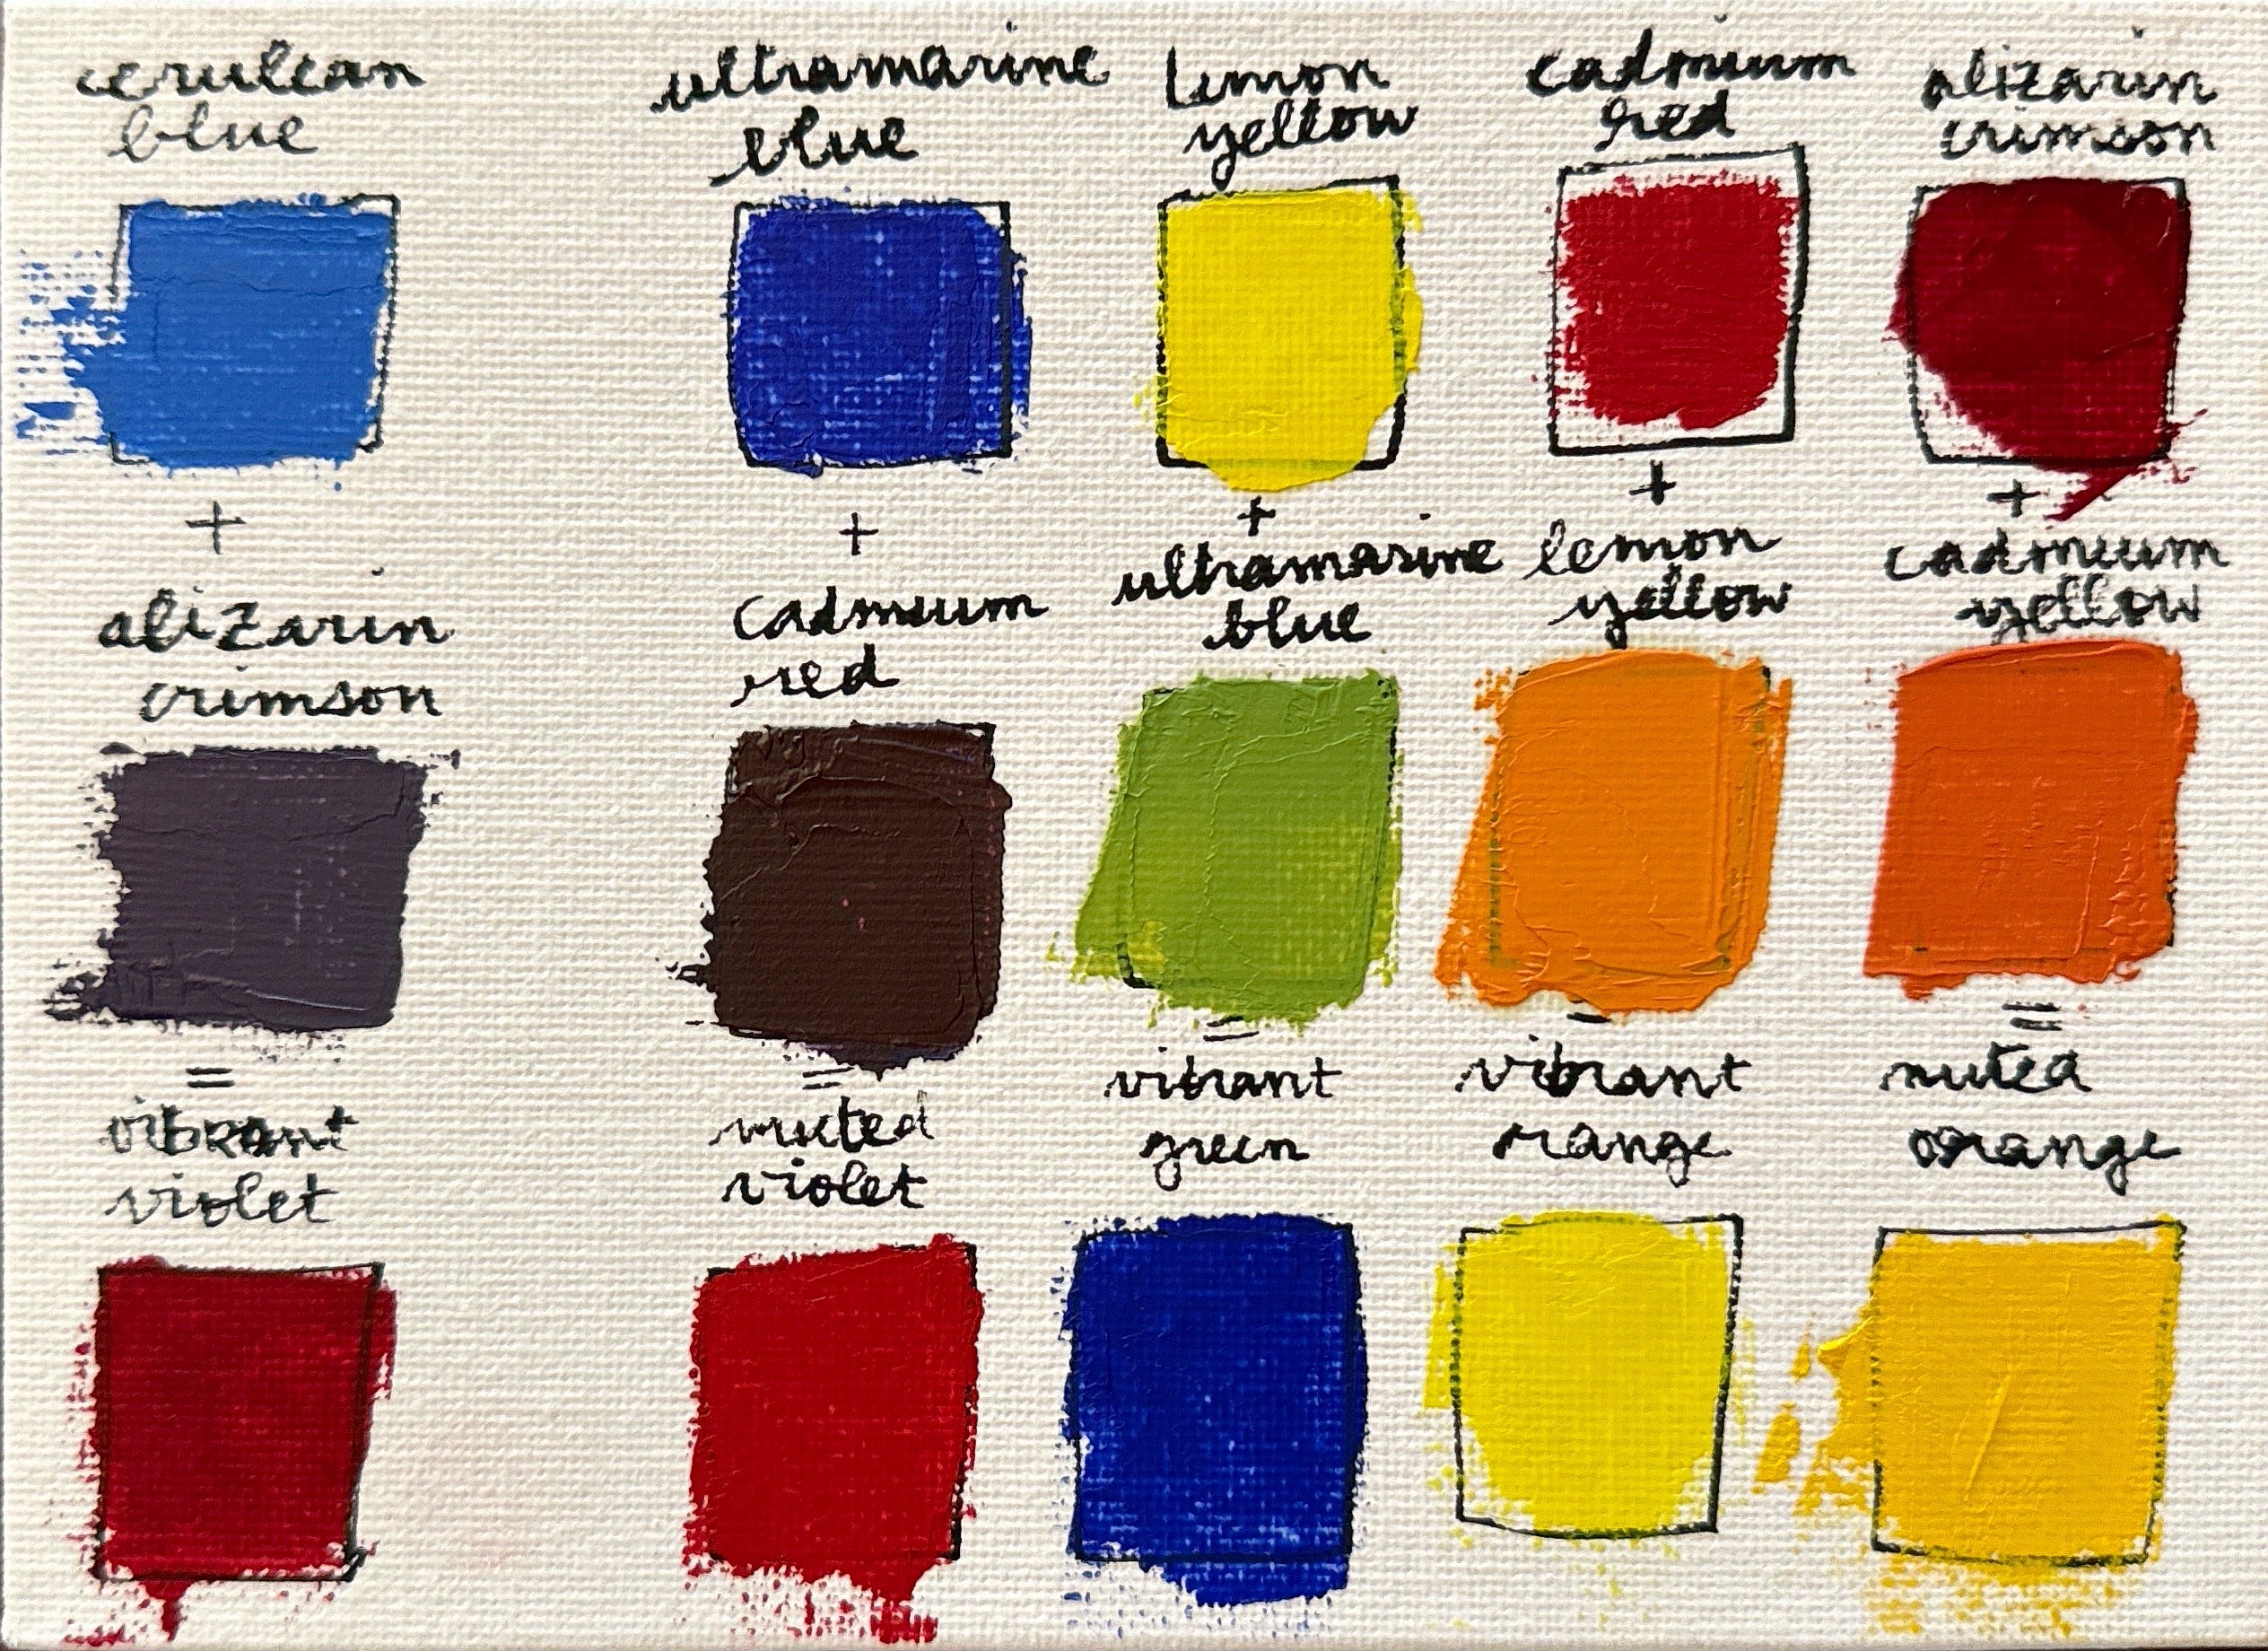 cerulean
blue
+
alizarin
crimson
=
vibrant
violet
ultramarine
blue
+
cadmium
red
=
muted
violet
lemon
yellow
+
ultramarine
blue
=
vibrant
green
cadmium
red
+
lemon
yellow
=
vibrant
orange
alizarin
crimson
+
cadmium
yellow
=
muted
orange